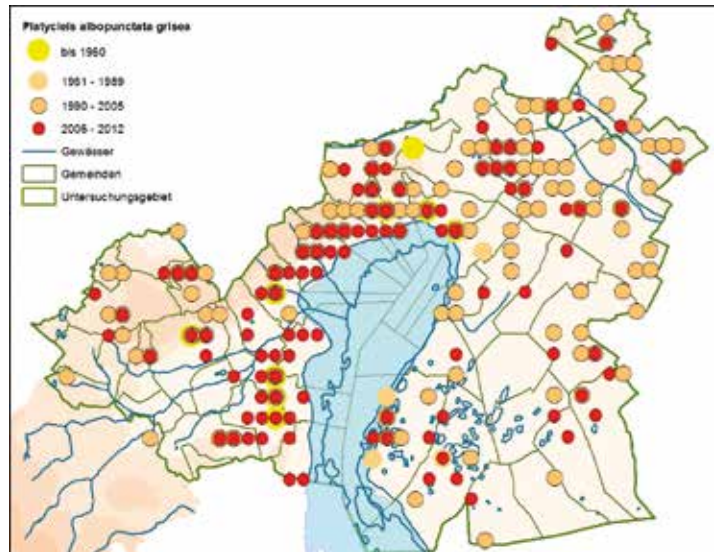 Platycleis albopunctata grisea
bis 1960
1961 - 1989
1990 - 2005
2006 - 2012
Gewässer
Gemeinden
Untersuchungsgebiet